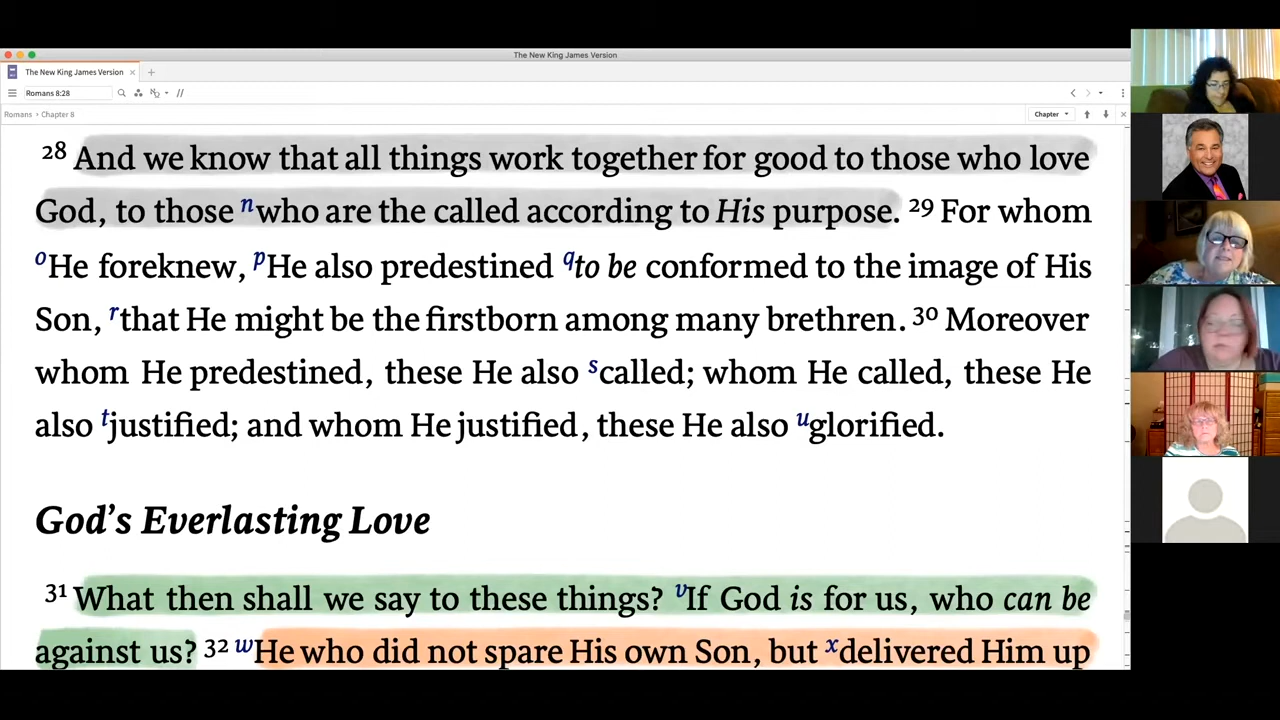 The New King James Version
The New King James Version
Romans 8:28
Romans › Chapter 8
Chapter
28 And we know that all things work together for good to those who love
God, to those n who are the called according to His purpose. 29 For whom
o He foreknew, p He also predestined q to be conformed to the image of His
Son, r that He might be the firstborn among many brethren. 30 Moreover
whom He predestined, these He also s called; whom He called, these He
also t justified; and whom He justified, these He also u glorified.
God’s Everlasting Love
31 What then shall we say to these things? v If God is for us, who can be
against us? 32 w He who did not spare His own Son, but x delivered Him up